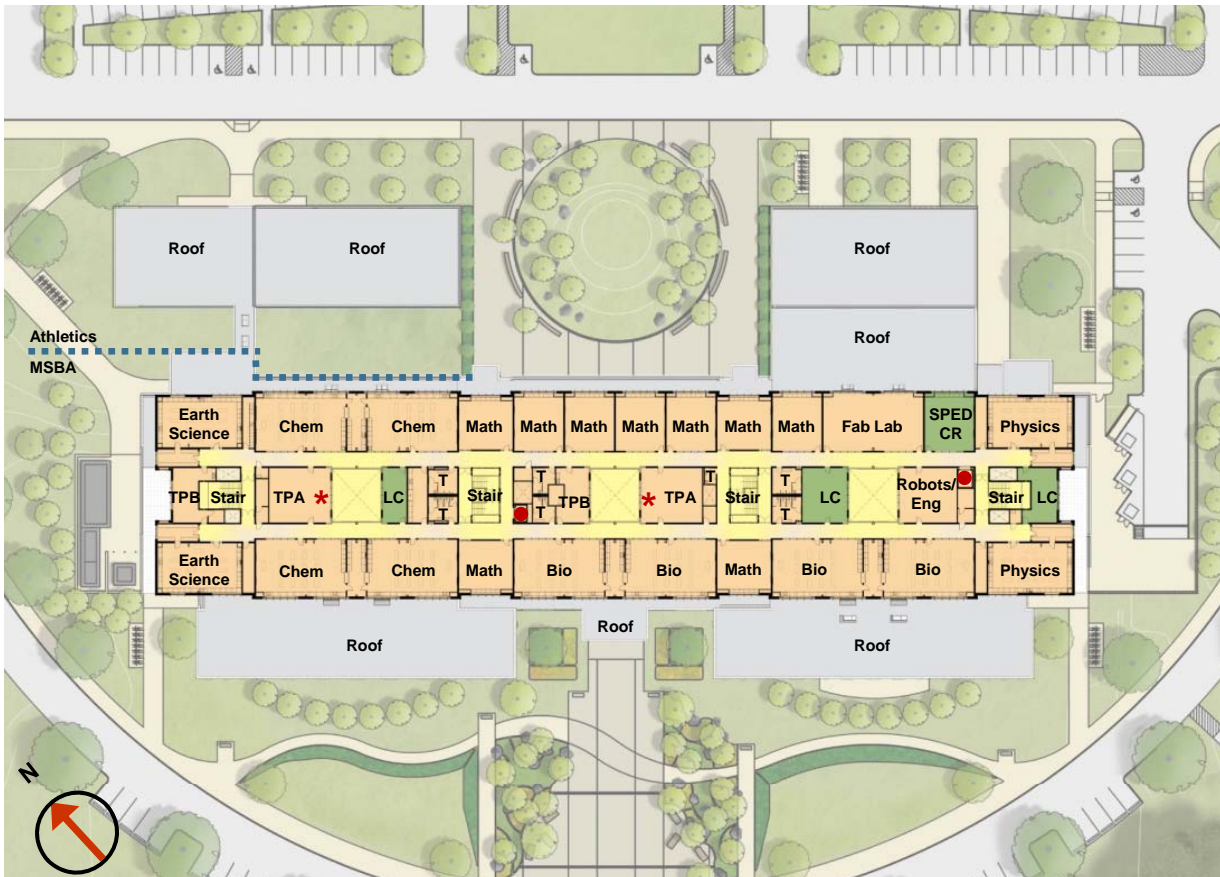 Roof
Roof
Roof
Athletics
MSBA
Roof
Earth
Science
Chem
Chem
Math
Math
Math
Math
Math
Math
Math
Fab Lab
SPED
CR
Physics
TPB
Stair
TPA
*
LC
T
T
Stair
T
T
TPB
*
TPA
T
Stair
T
T
LC
Robots/
Eng
Stair
LC
Earth
Science
Chem
Chem
Math
Bio
Bio
Math
Bio
Bio
Physics
Roof
Roof
Roof
N